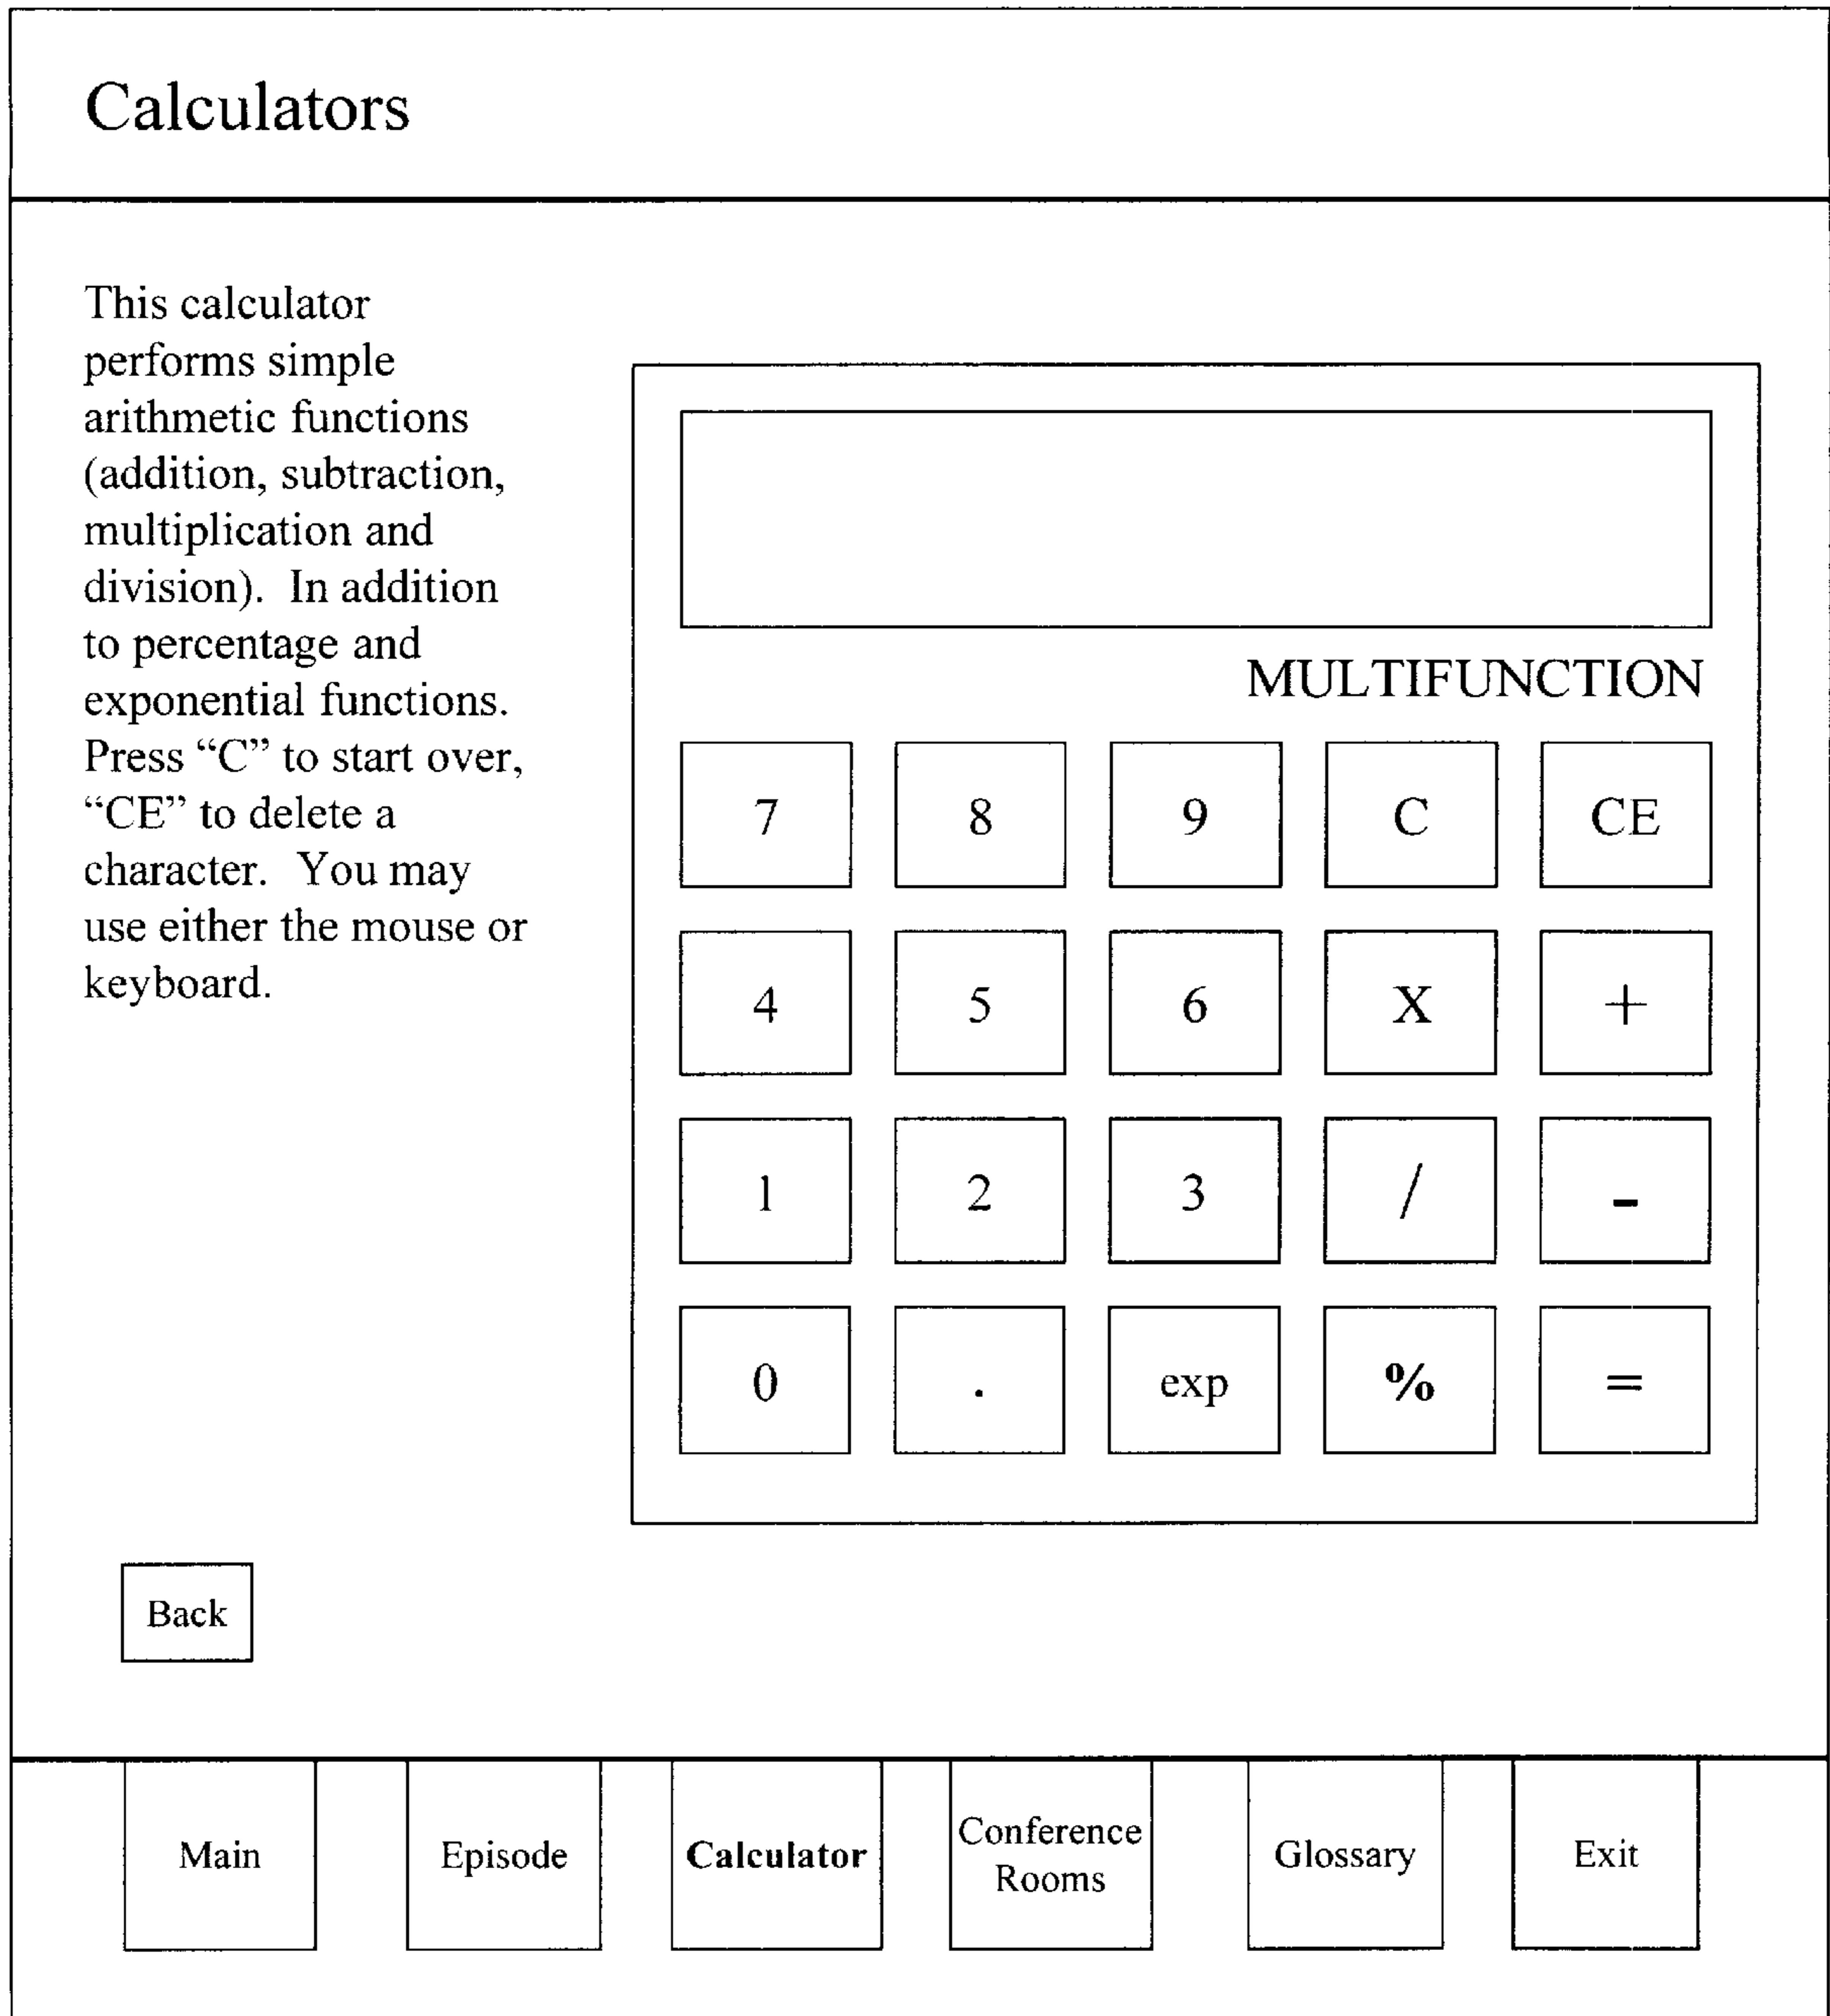 Calculators
This calculator
performs simple
arithmetic functions
(addition, subtraction,
multiplication and
division).  In addition
to percentage and
exponential functions.
Press “C” to start over,
“CE” to delete a
character.  You may
use either the mouse or
keyboard.
MULTIFUNCTION
7 8 9 C CE
4 5 6 X +
1 2 3 / -
0 . exp % =
Back
Main Episode Calculator Conference Glossary Exit
Rooms